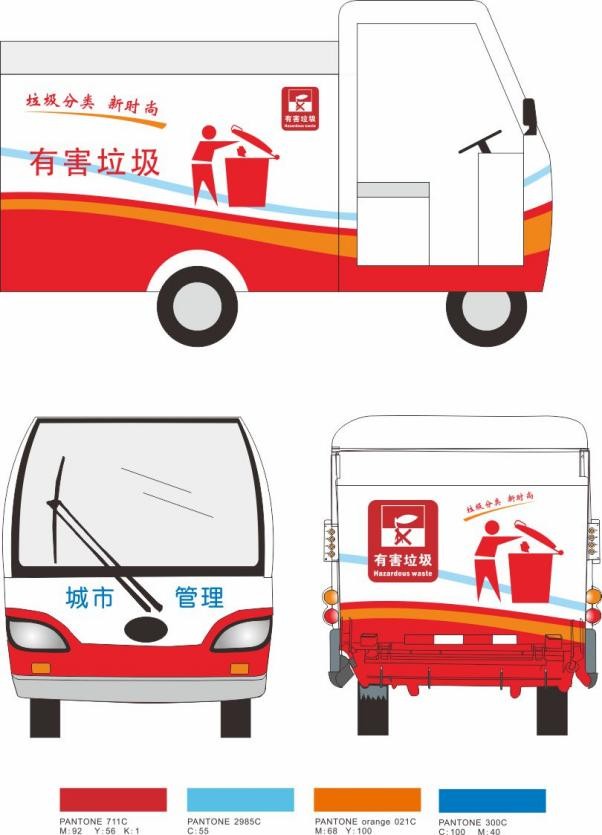 垃圾分类 新时尚
有害垃圾
有害垃圾
Hazardous waste
城市 管理
垃圾分类 新时尚
有害垃圾
Hazardous waste
PANTONE 711C
M: 92 Y: 56 K: 1
PANTONE 2985C
C: 55
PANTONE orange 021C
M: 68 Y: 100
PANTONE 300C
C: 100 M: 40